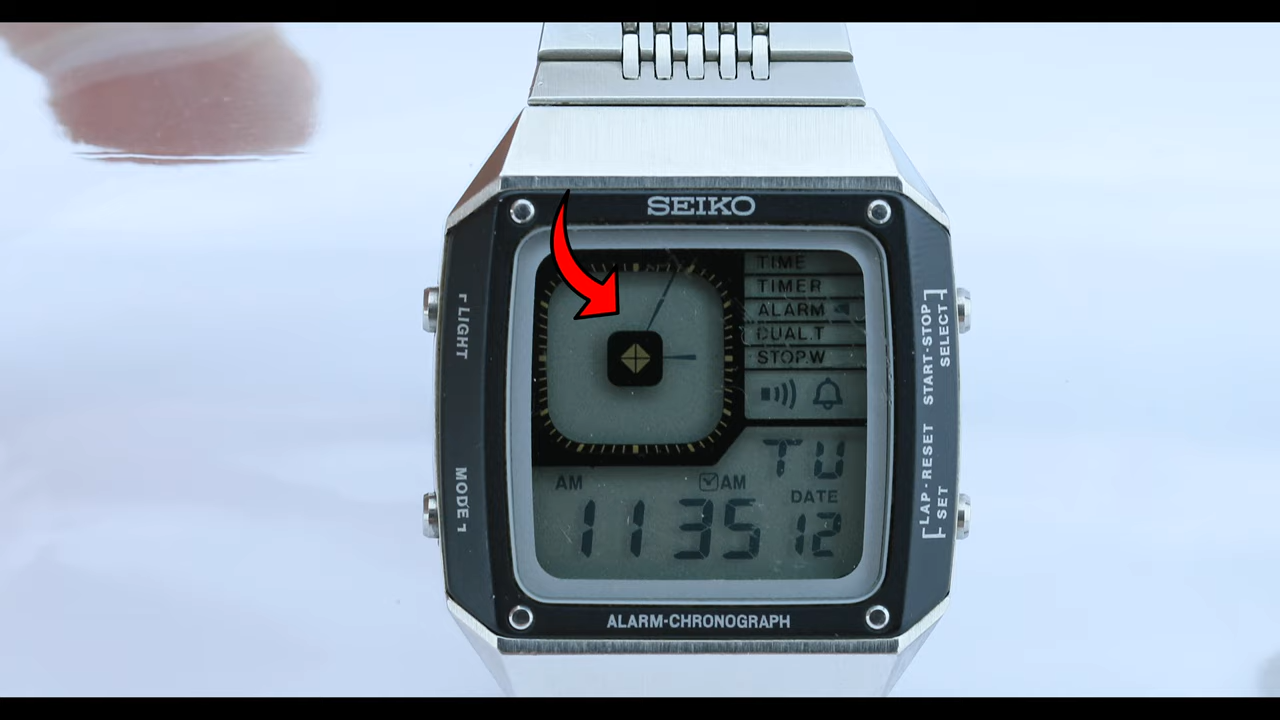 SEIKO
TIME
TIMER
ALARM
DUAL.T
STOP.W
TU
AM
AM
DATE
11 35 12
ALARM-CHRONOGRAPH
LIGHT
MODE
START-STOP
SELECT
LAP-RESET
SET